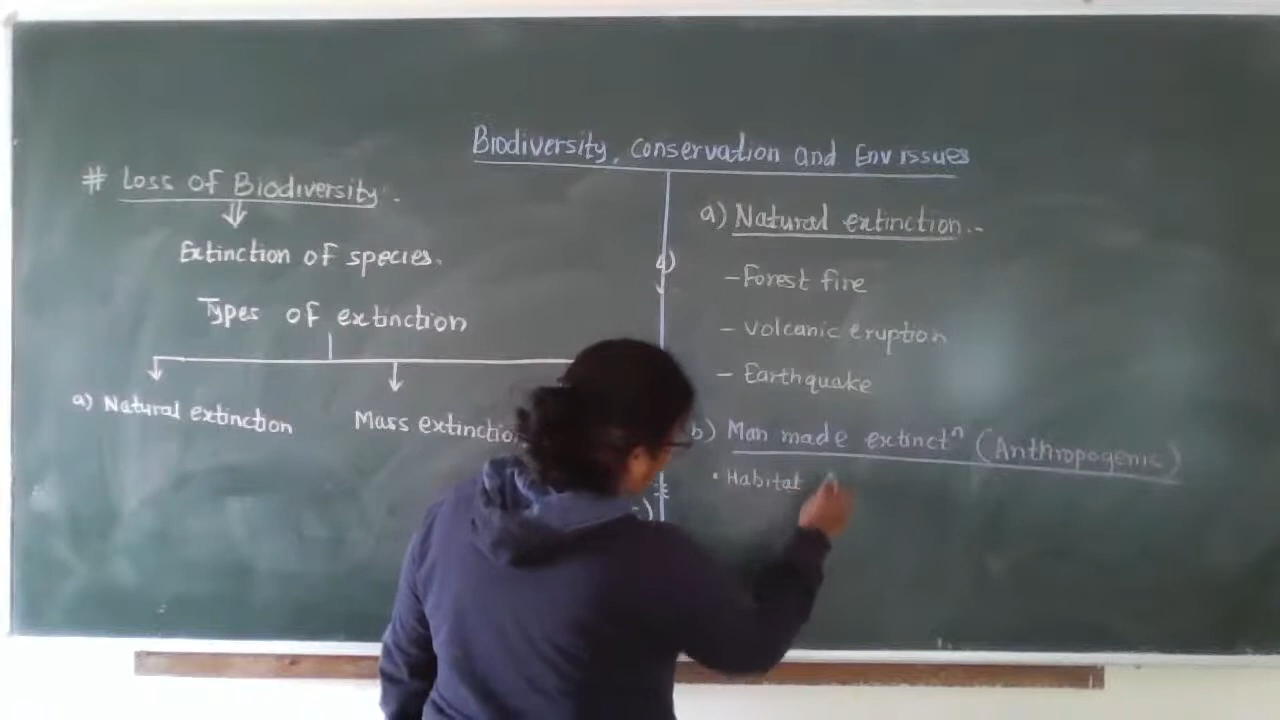 Biodiversity, Conservation and Env issues
# Loss of Biodiversity.
Extinction of species.
Types of extinction
a) Natural extinction
Mass extinctio
a) Natural extinction.-
- Forest fire
- volcanic eruption
- Earthquake
b) Man made extinctⁿ (Anthropogenic)
• Habitat